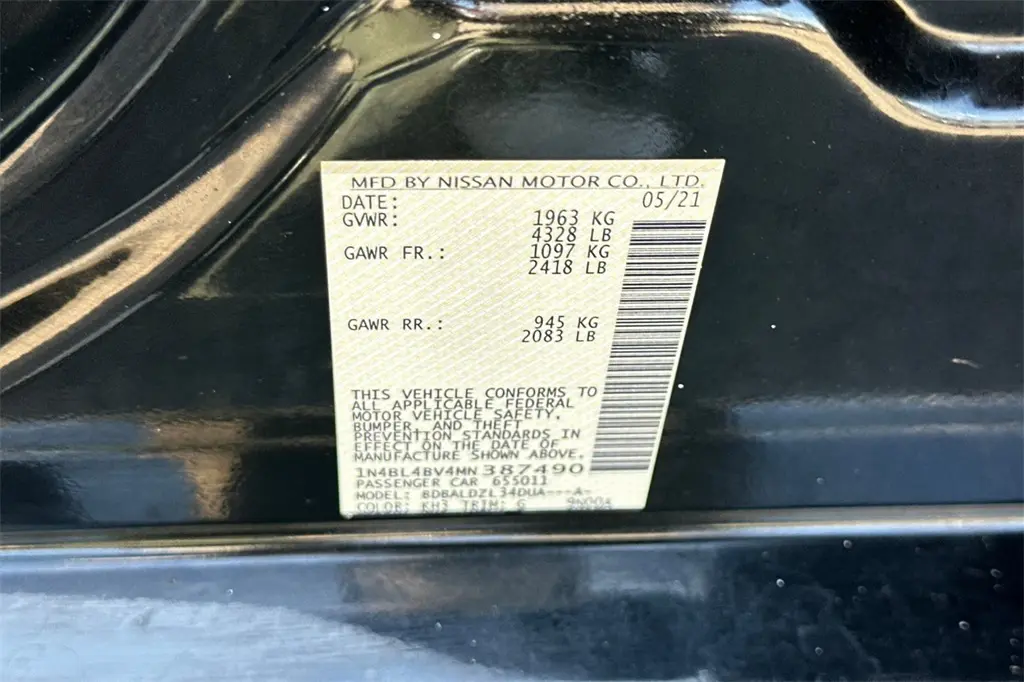 MFD BY NISSAN MOTOR CO., LTD.
DATE: 05/21
GVWR: 1963 KG
4328 LB
GAWR FR.: 1097 KG
2418 LB
GAWR RR.: 945 KG
2083 LB
THIS VEHICLE CONFORMS TO
ALL APPLICABLE FEDERAL
MOTOR VEHICLE SAFETY,
BUMPER, AND THEFT
PREVENTION STANDARDS IN
EFFECT ON THE DATE OF
MANUFACTURE SHOWN ABOVE.
1N4BL4BV4MN387490
PASSENGER CAR 655011
MODEL: BDBALDZL34DUA---A-
COLOR: KH3 TRIM: G